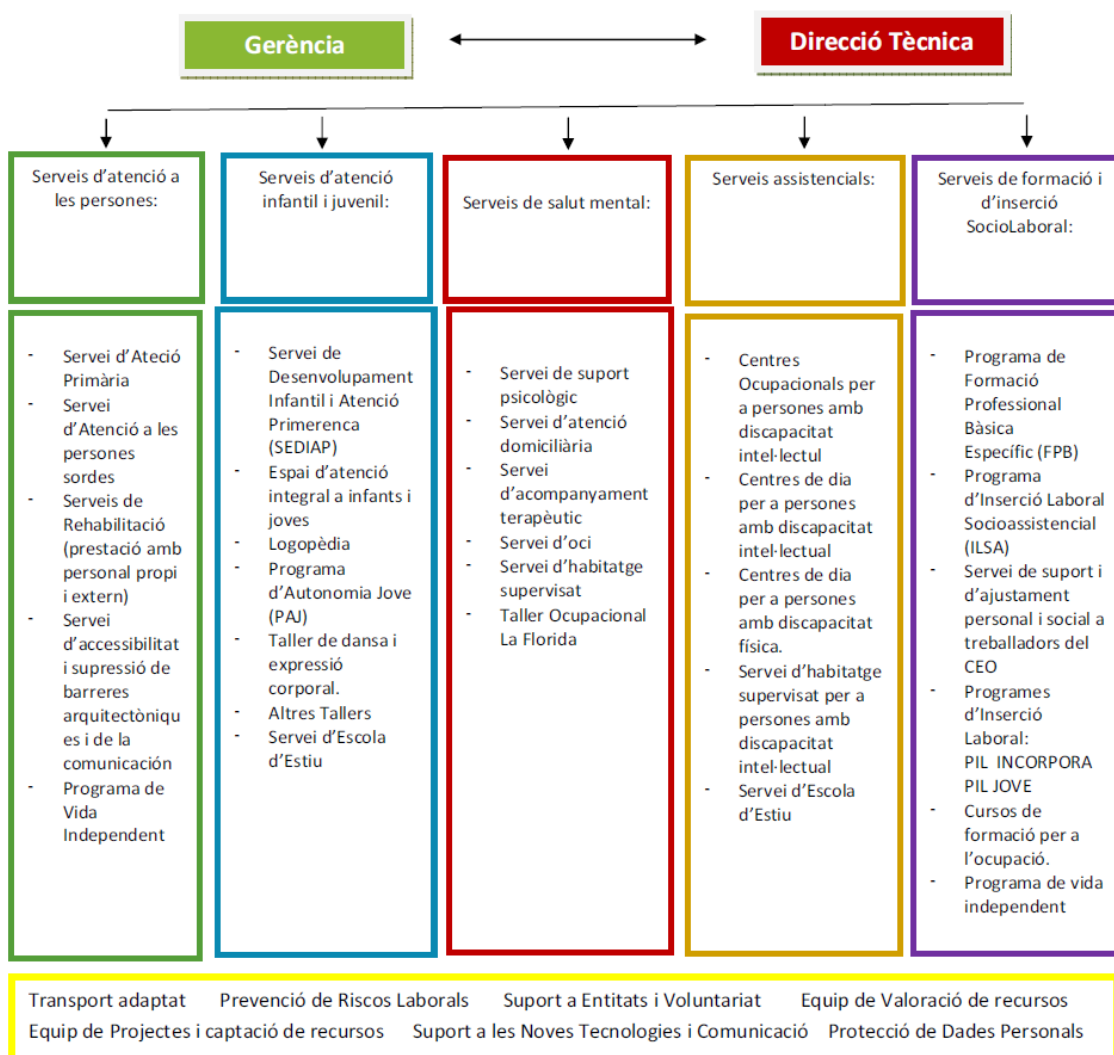 Gerència
Direcció Tècnica
Serveis d'atenció a
les persones:
Serveis d'atenció
infantil i juvenil:
Serveis de salut mental:
Serveis assistencials:
Serveis de formació i
d'inserció
SocioLaboral:
- Servei d'Ateció
Primària
- Servei
d'Atenció a les
persones
sordes
- Serveis de
Rehabilitació
(prestació amb
personal propi
i extern)
- Servei
d'accessibilitat
i supressió de
barreres
arquitectòniqu
es i de la
comunicación
- Programa de
Vida
Independent
- Servei de
Desenvolupament
Infantil i Atenció
Primerenca
(SEDIAP)
- Espai d'atenció
integral a infants i
joves
- Logopèdia
- Programa
d'Autonomia Jove
(PAJ)
- Taller de dansa i
expressió
corporal.
- Altres Tallers
- Servei d'Escola
d'Estiu
- Servei de suport
psicològic
- Servei d'atenció
domiciliària
- Servei
d'acompanyament
terapèutic
- Servei d'oci
- Servei d'habitatge
supervisat
- Taller Ocupacional
La Florida
- Centres
Ocupacionals per
a persones amb
discapacitat
intel·lectul
- Centres de dia
per a persones
amb discapacitat
intel·lectual
- Centres de dia
per a persones
amb discapacitat
física.
- Servei d'habitatge
supervisat per a
persones amb
discapacitat
intel·lectual
- Servei d'Escola
d'Estiu
- Programa de
Formació
Professional
Bàsica
Específic (FPB)
- Programa
d'Inserció Laboral
Socioassistencial
(ILSA)
- Servei de suport i
d'ajustament
personal i social a
treballadors del
CEO
- Programes
d'Inserció
Laboral:
PIL INCORPORA
PIL JOVE
- Cursos de
formació per a
l'ocupació.
- Programa de vida
independent
Transport adaptat Prevenció de Riscos Laborals Suport a Entitats i Voluntariat Equip de Valoració de recursos
Equip de Projectes i captació de recursos Suport a les Noves Tecnologies i Comunicació Protecció de Dades Personals